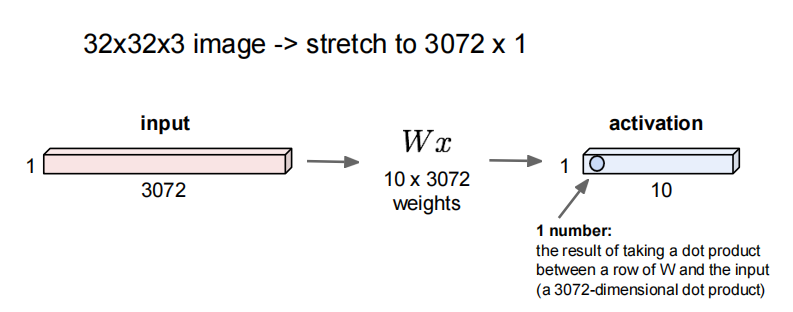 32x32x3 image -> stretch to 3072 x 1
input
activation
1
3072
Wx
10 x 3072
weights
1
10
1 number:
the result of taking a dot product
between a row of W and the input
(a 3072-dimensional dot product)